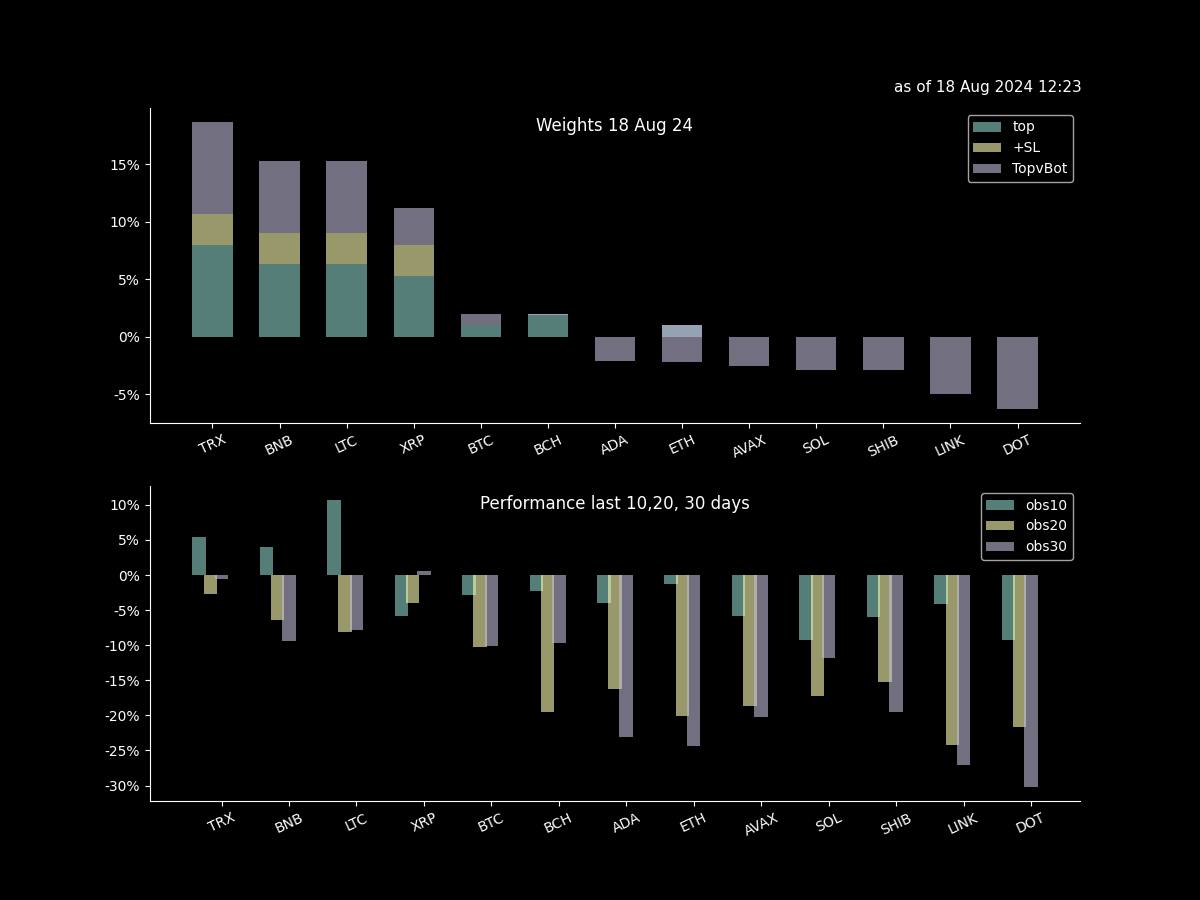 as of 18 Aug 2024 12:23
Weights 18 Aug 24
top
+SL
TopvBot
15%
10%
5%
0%
-5%
TRX BNB LTC XRP BTC BCH ADA ETH AVAX SOL SHIB LINK DOT
Performance last 10,20, 30 days
obs10
obs20
obs30
10%
5%
0%
-5%
-10%
-15%
-20%
-25%
-30%
TRX BNB LTC XRP BTC BCH ADA ETH AVAX SOL SHIB LINK DOT